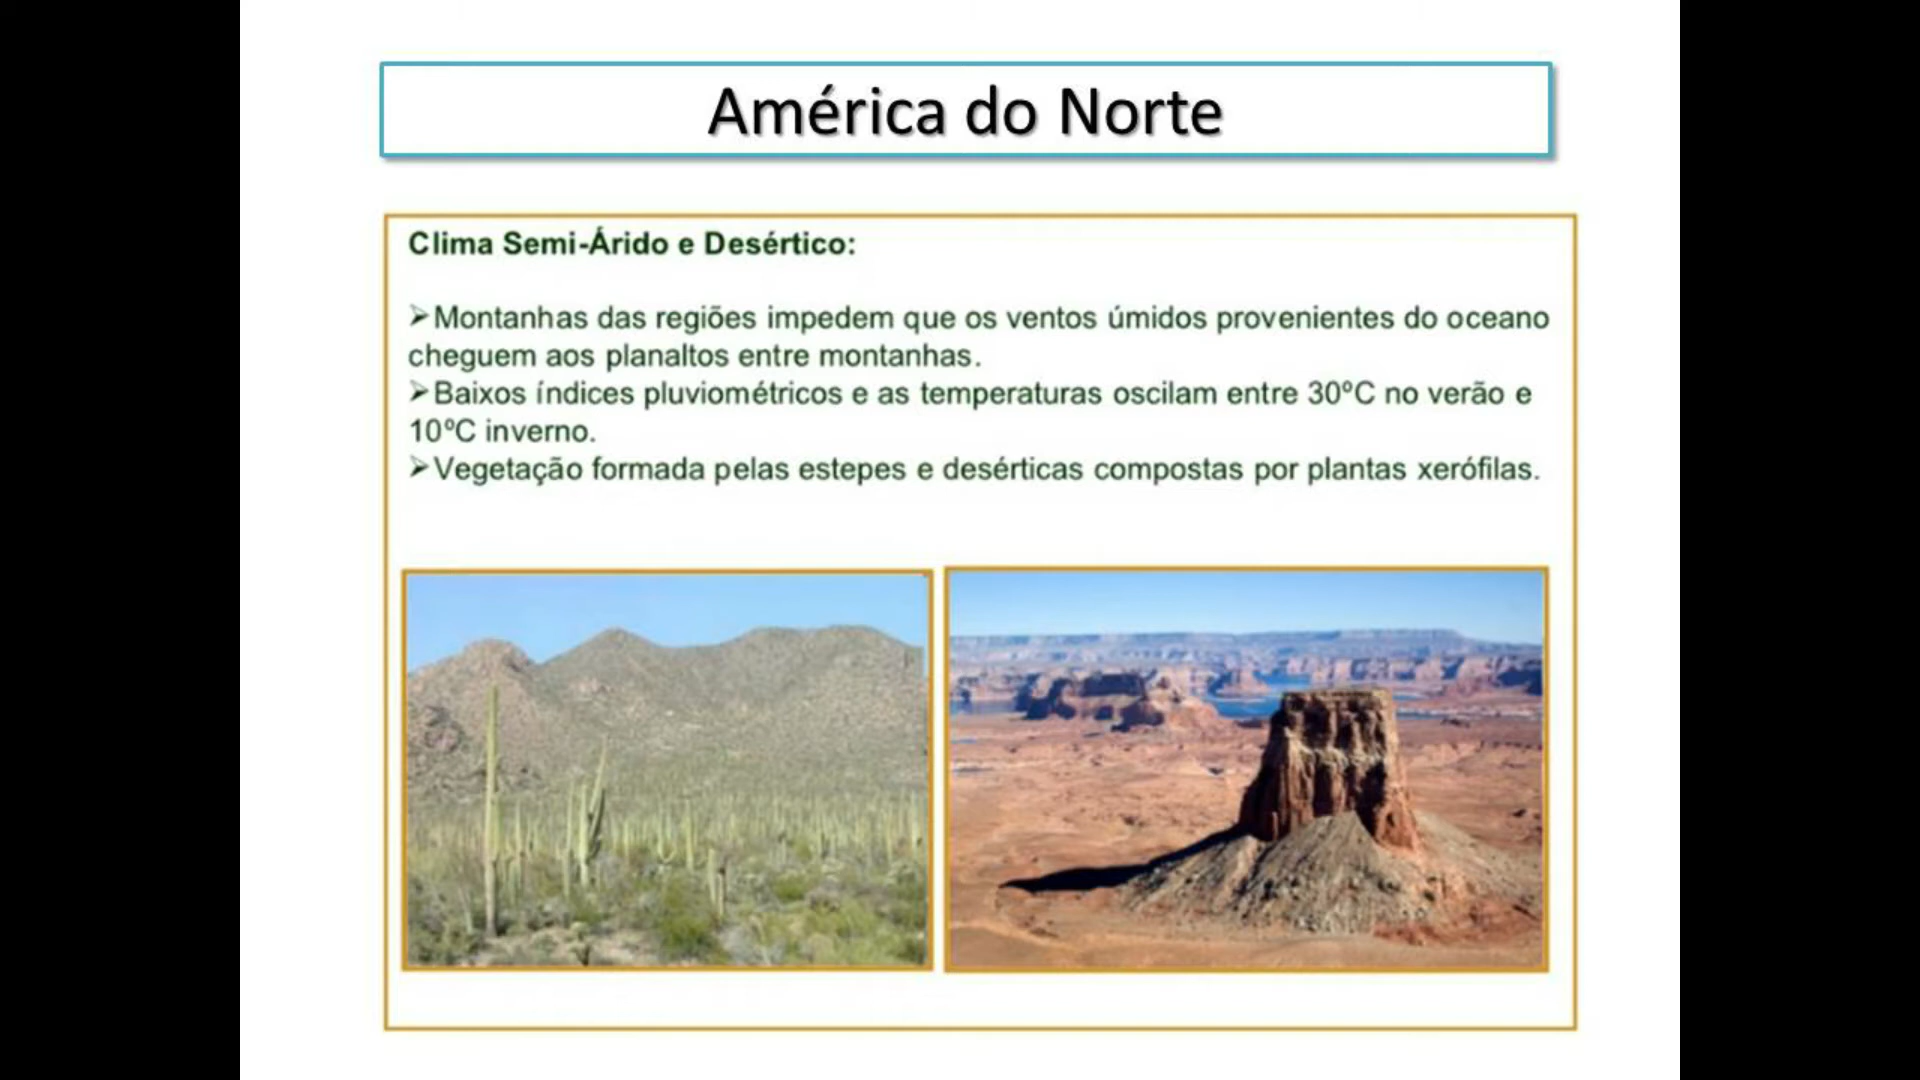 América do Norte
Clima Semi-Árido e Desértico:
➢Montanhas das regiões impedem que os ventos úmidos provenientes do oceano
cheguem aos planaltos entre montanhas.
➢Baixos índices pluviométricos e as temperaturas oscilam entre 30ºC no verão e
10ºC inverno.
➢Vegetação formada pelas estepes e desérticas compostas por plantas xerófilas.